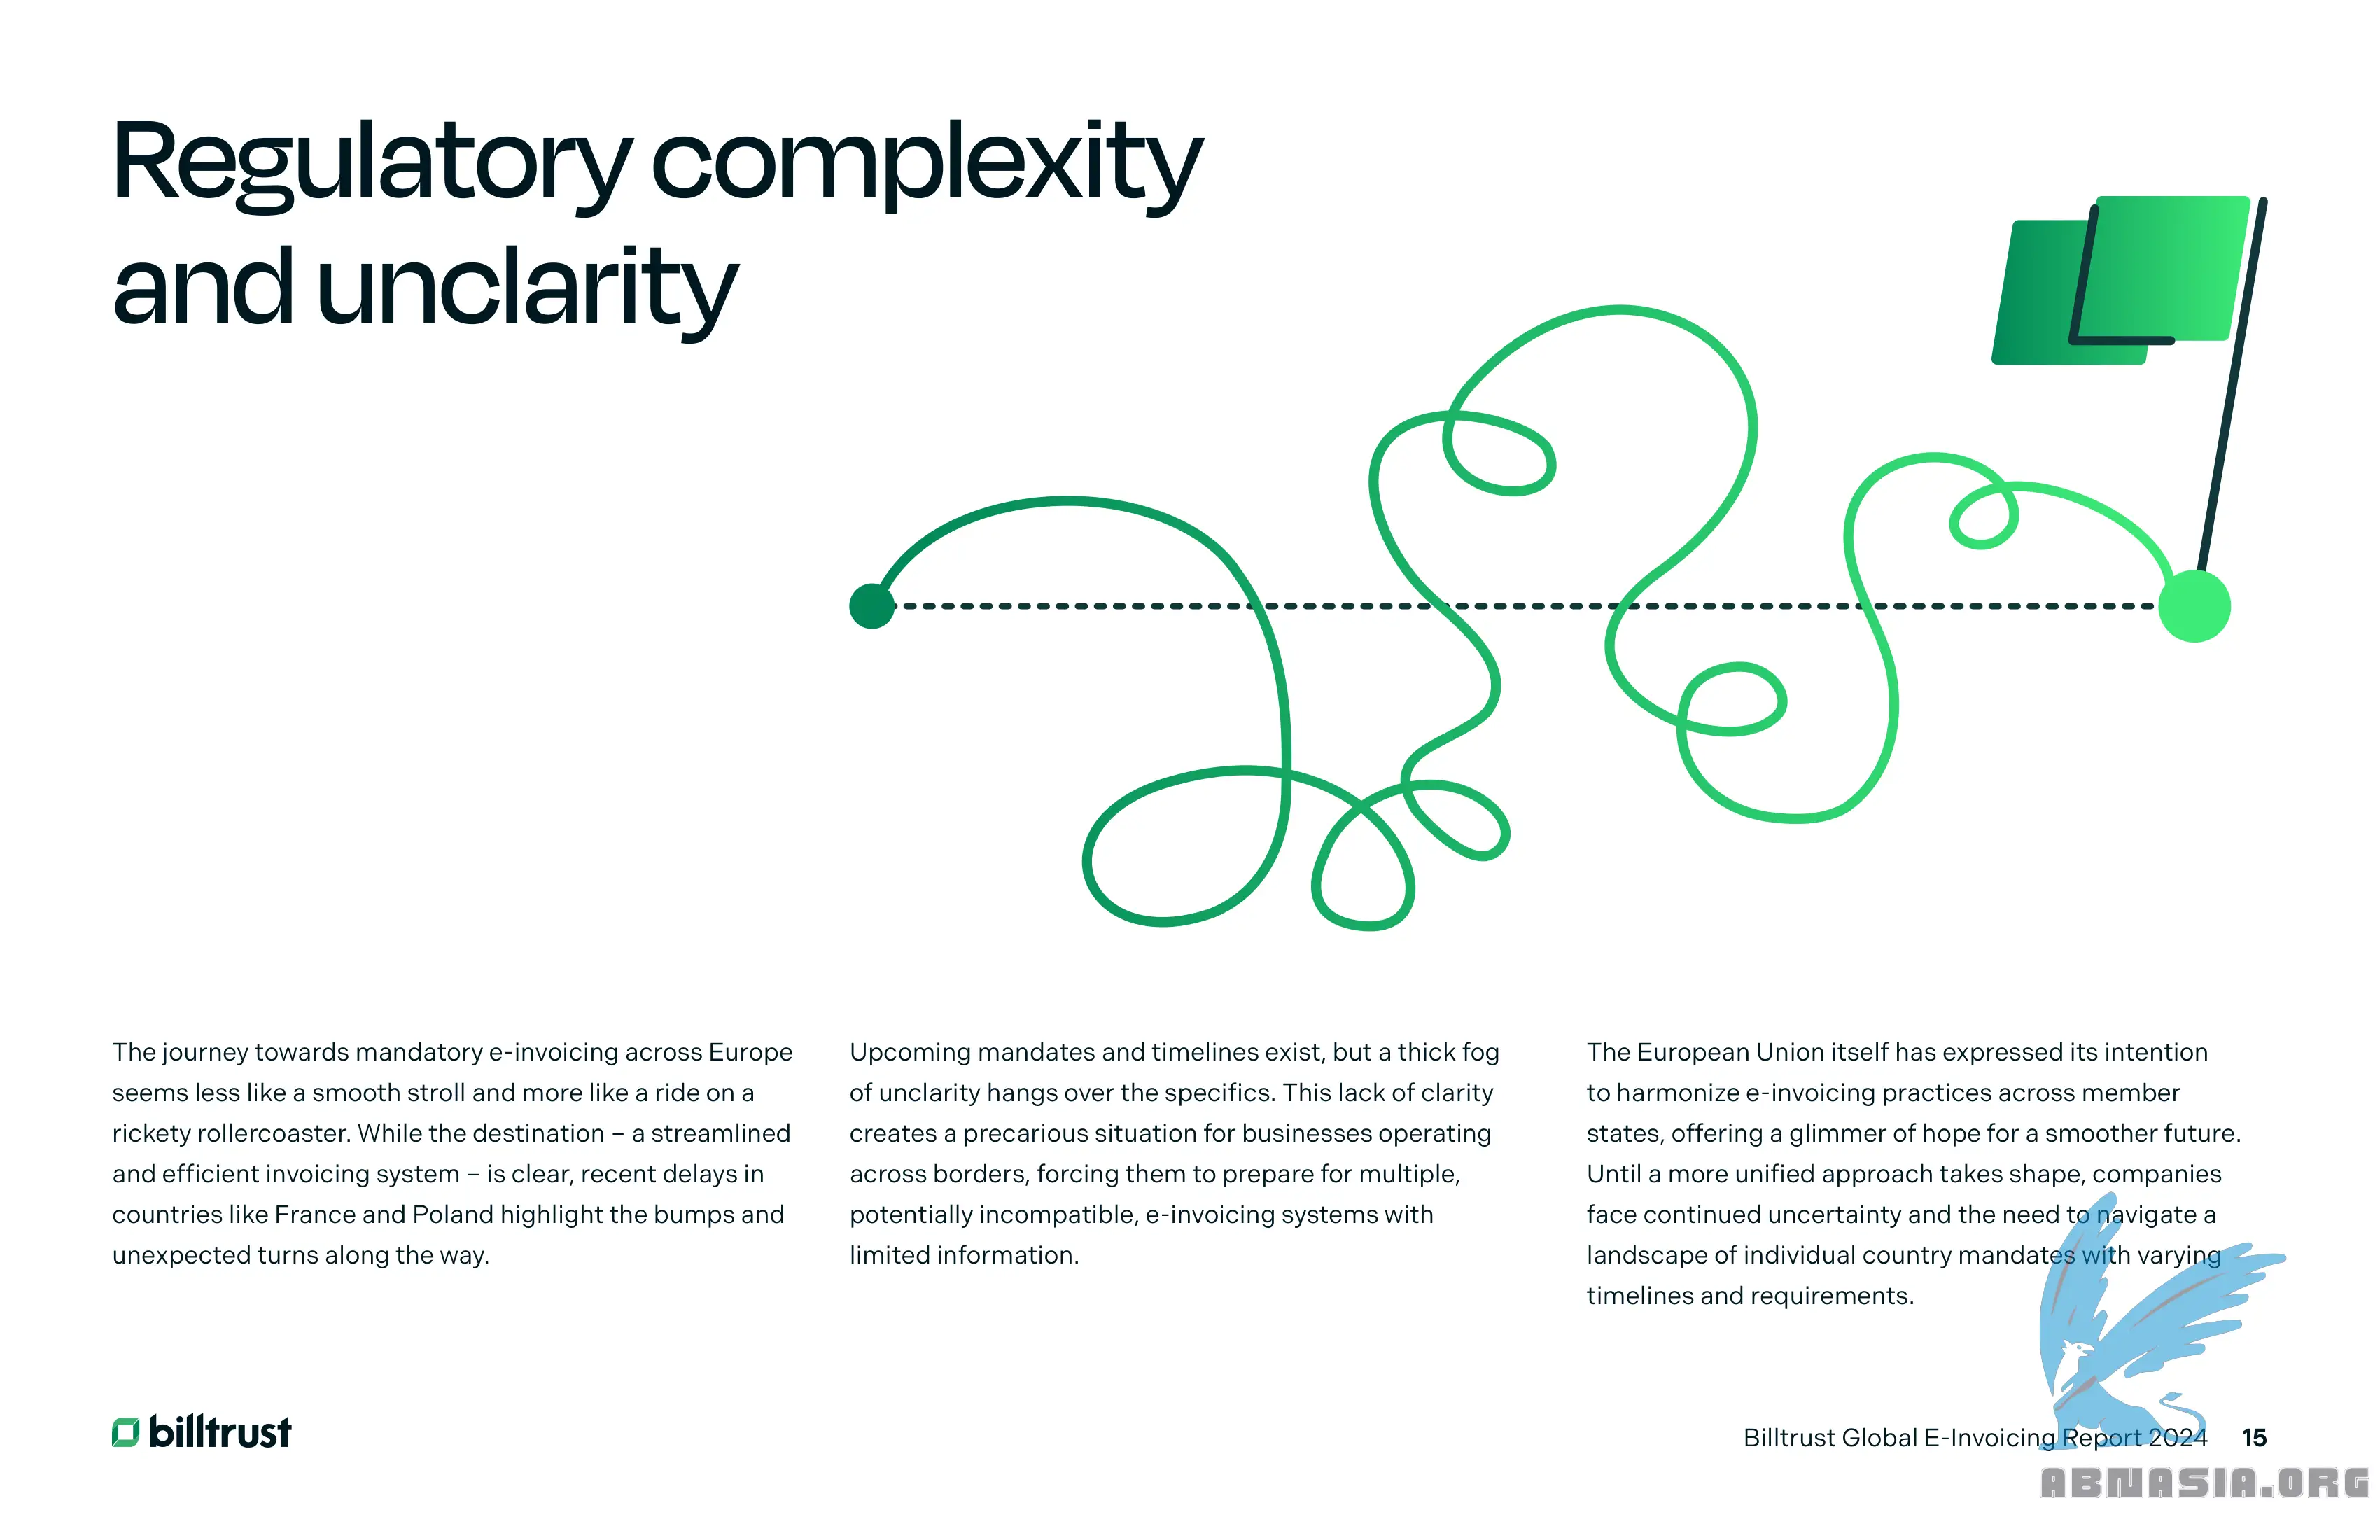 Regulatory complexity
and unclarity
The journey towards mandatory e-invoicing across Europe
seems less like a smooth stroll and more like a ride on a
rickety rollercoaster. While the destination – a streamlined
and efficient invoicing system – is clear, recent delays in
countries like France and Poland highlight the bumps and
unexpected turns along the way.
Upcoming mandates and timelines exist, but a thick fog
of unclarity hangs over the specifics. This lack of clarity
creates a precarious situation for businesses operating
across borders, forcing them to prepare for multiple,
potentially incompatible, e-invoicing systems with
limited information.
The European Union itself has expressed its intention
to harmonize e-invoicing practices across member
states, offering a glimmer of hope for a smoother future.
Until a more unified approach takes shape, companies
face continued uncertainty and the need to navigate a
landscape of individual country mandates with varying
timelines and requirements.
billtrust
Billtrust Global E-Invoicing Report 2024 15
ABNASIA.ORG